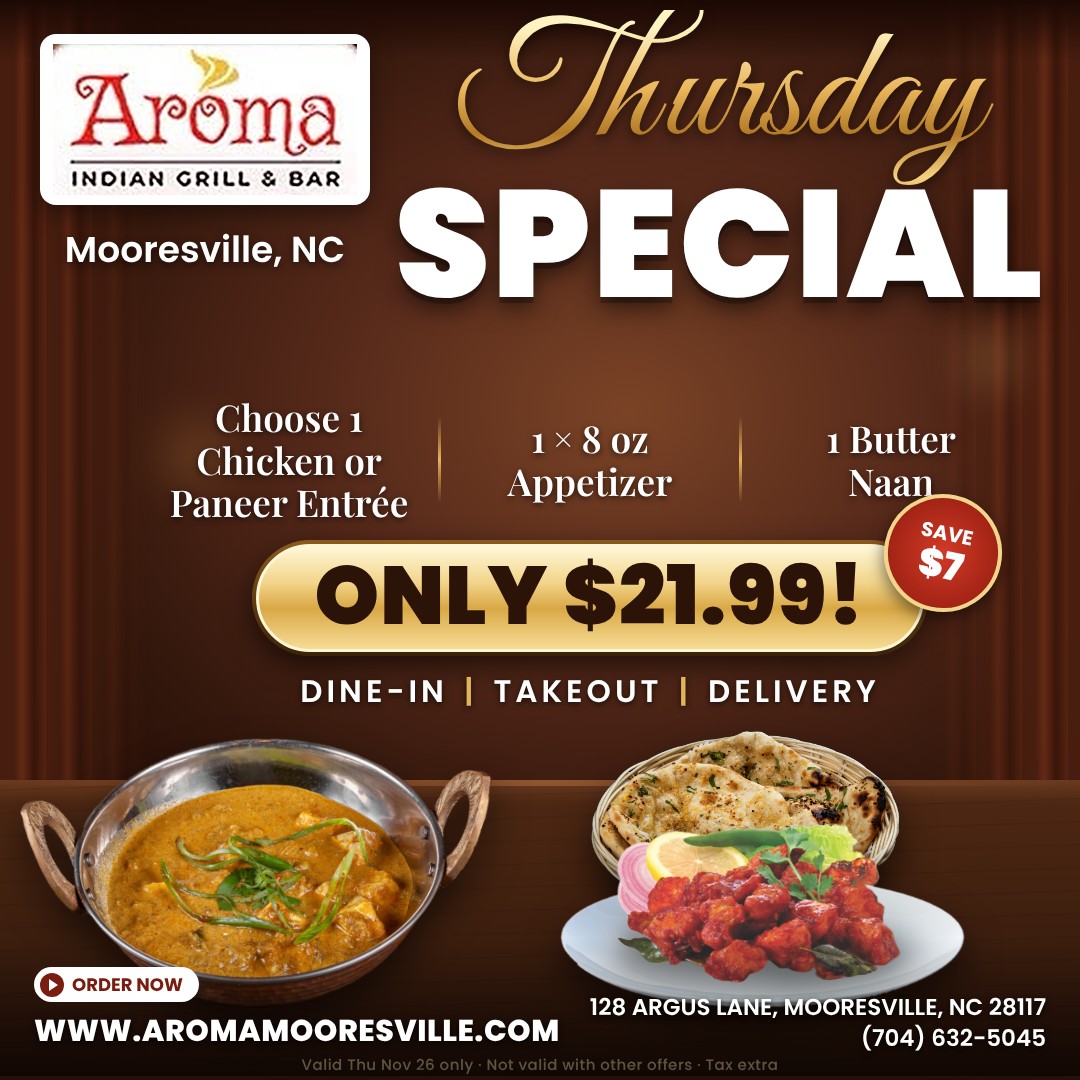 Aroma
INDIAN GRILL & BAR
Mooresville, NC
Thursday
SPECIAL
Choose 1
Chicken or
Paneer Entrée
1 × 8 oz
Appetizer
1 Butter
Naan
SAVE
$7
ONLY $21.99!
DINE-IN | TAKEOUT | DELIVERY
ORDER NOW
WWW.AROMAMOORESVILLE.COM
128 ARGUS LANE, MOORESVILLE, NC 28117
(704) 632-5045
Valid Thu Nov 26 only · Not valid with other offers · Tax extra